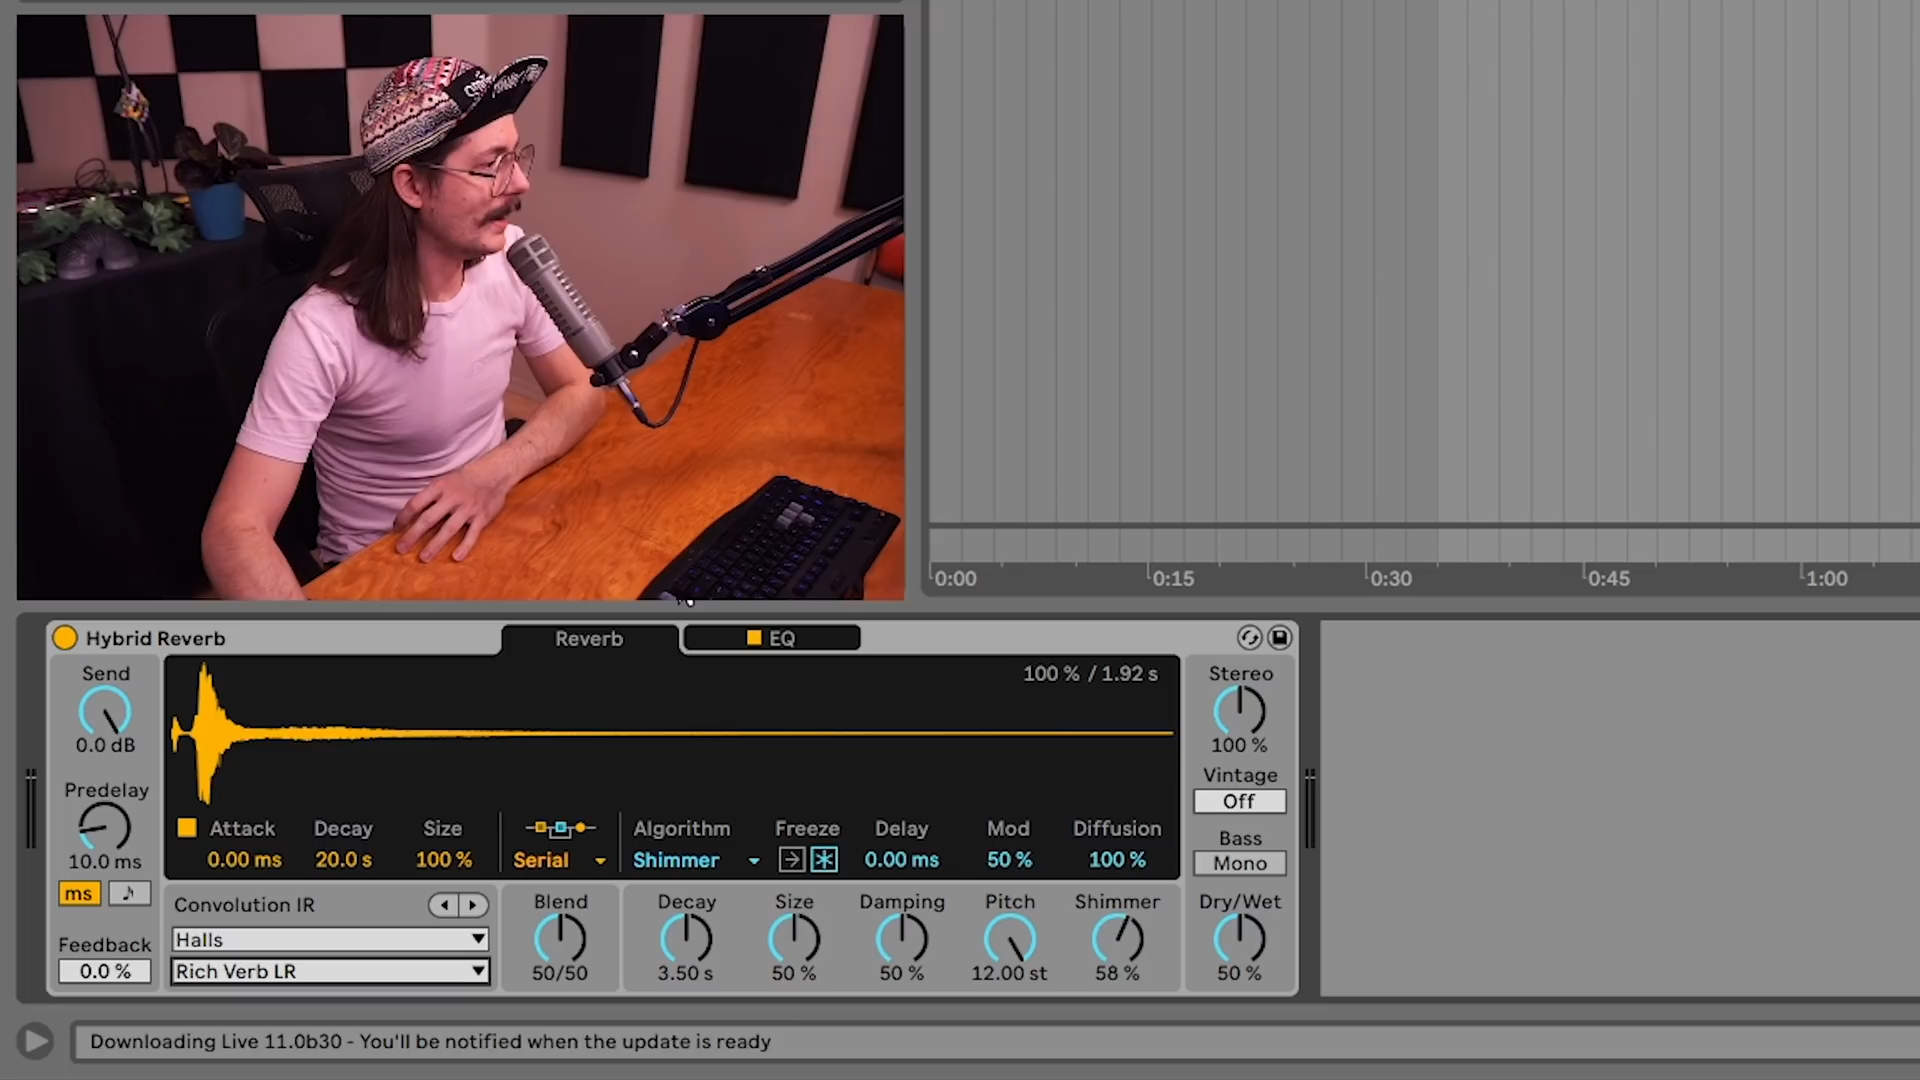 0:00 0:15 0:30 0:45 1:00
Hybrid Reverb Reverb EQ
Send
0.0 dB
Predelay
10.0 ms
ms
Feedback
0.0 %
100 % / 1.92 s
Attack Decay Size Algorithm Freeze Delay Mod Diffusion
0.00 ms 20.0 s 100 % Serial Shimmer 0.00 ms 50 % 100 %
Convolution IR
Halls
Rich Verb LR
Blend Decay Size Damping Pitch Shimmer
50/50 3.50 s 50 % 50 % 12.00 st 58 %
Stereo
100 %
Vintage
Off
Bass
Mono
Dry/Wet
50 %
Downloading Live 11.0b30 - You'll be notified when the update is ready